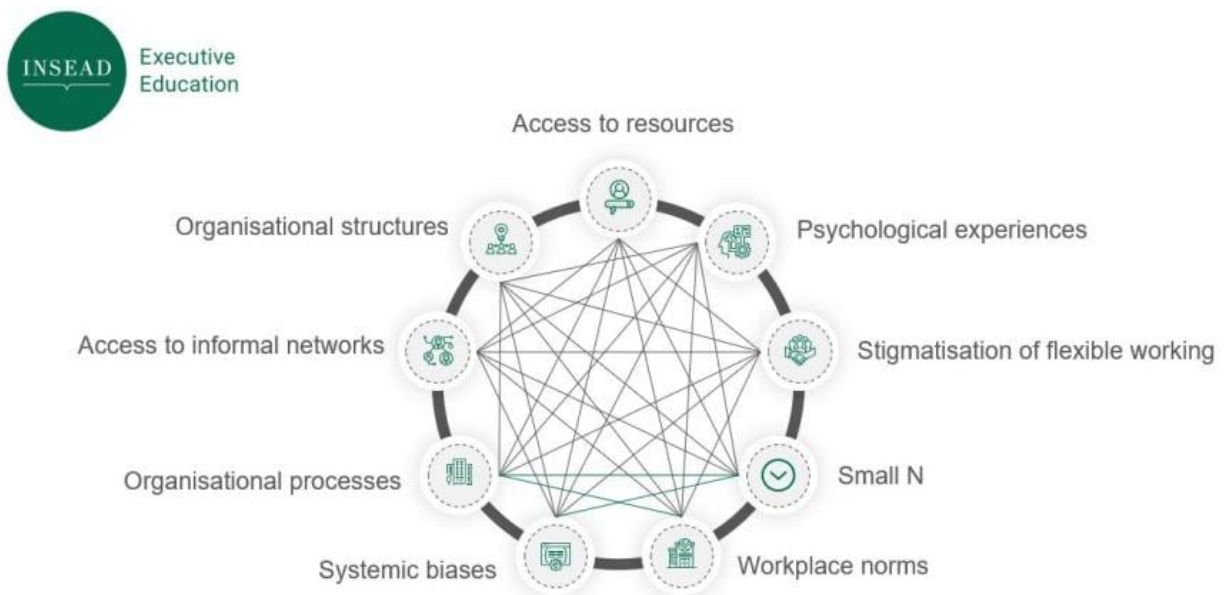 INSEAD
Executive
Education
Access to resources
Organisational structures
Psychological experiences
Access to informal networks
Stigmatisation of flexible working
Organisational processes
Small N
Systemic biases
Workplace norms